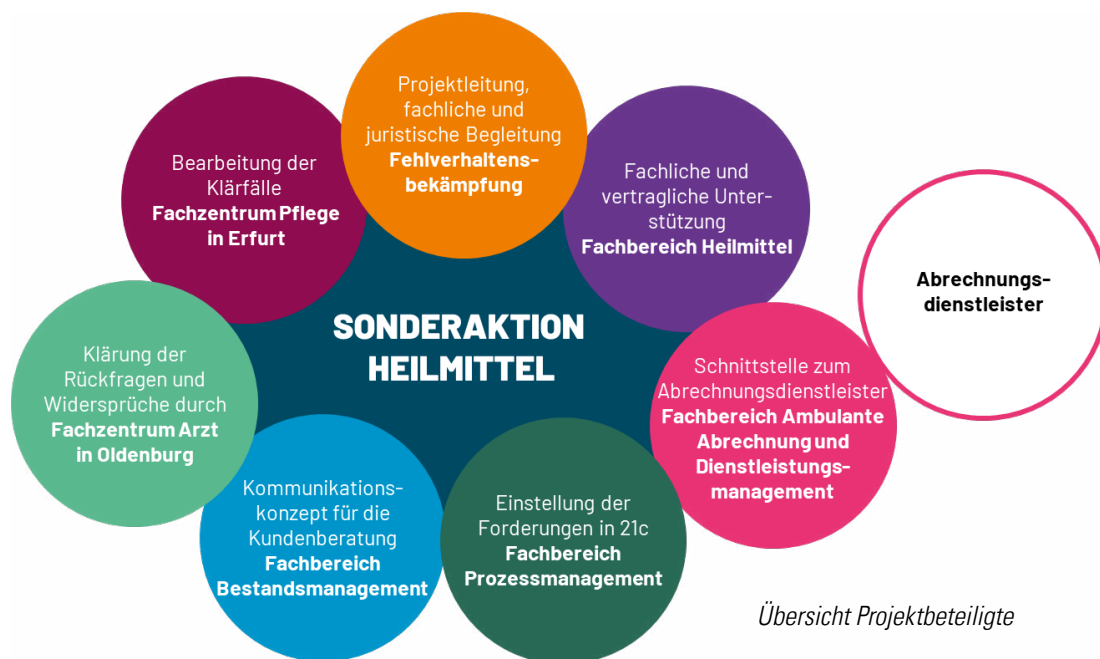 Projektleitung,
fachliche und
juristische Begleitung
Fehlverhaltens-
bekämpfung
Bearbeitung der
Klärfälle
Fachzentrum Pflege
in Erfurt
Fachliche und
vertragliche Unter-
stützung
Fachbereich Heilmittel
Abrechnungs-
dienstleister
SONDERAKTION
HEILMITTEL
Klärung der
Rückfragen und
Widersprüche durch
Fachzentrum Arzt
in Oldenburg
Schnittstelle zum
Abrechnungsdienstleister
Fachbereich Ambulante
Abrechnung und
Dienstleistungs-
management
Kommunikations-
konzept für die
Kundenberatung
Fachbereich
Bestandsmanagement
Einstellung der
Forderungen in 21c
Fachbereich
Prozessmanagement
Übersicht Projektbeteiligte